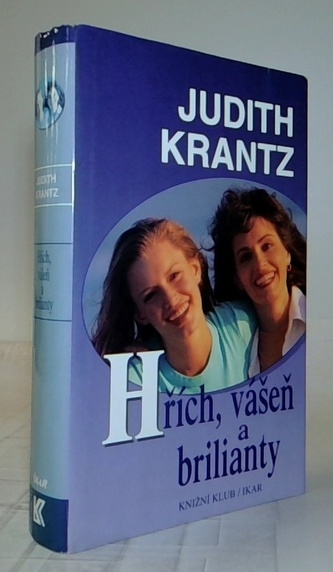 JUDITH
KRANTZ
Hřích, vášeň
a
brilianty
KNIŽNÍ KLUB / IKAR
JUDITH
KRANTZ
Hřích,
vášeň
a
brilianty
IKAR